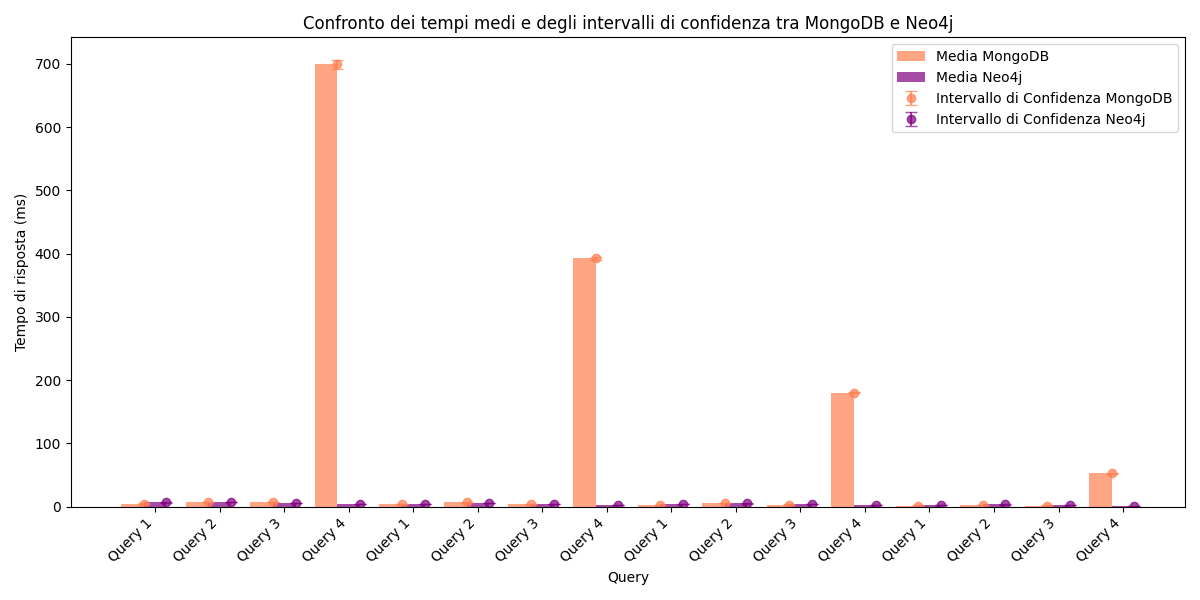 Confronto dei tempi medi e degli intervalli di confidenza tra MongoDB e Neo4j
Media MongoDB
Media Neo4j
Intervallo di Confidenza MongoDB
Intervallo di Confidenza Neo4j
Tempo di risposta (ms)
700
600
500
400
300
200
100
0
Query 1
Query 2
Query 3
Query 4
Query 1
Query 2
Query 3
Query 4
Query 1
Query 2
Query 3
Query 4
Query 1
Query 2
Query 3
Query 4
Query